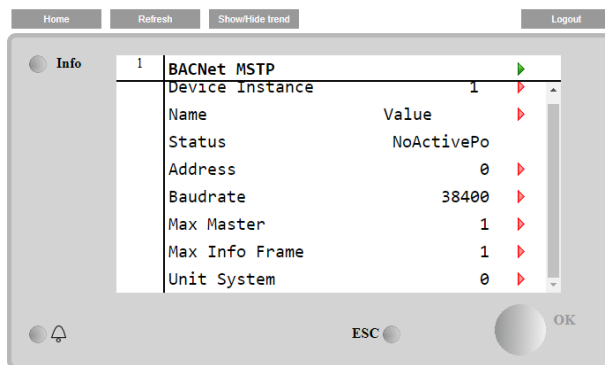 Home Refresh Show/Hide trend Logout
Info
1 BACNet MSTP
Device Instance 1
Name Value
Status NoActivePo
Address 0
Baudrate 38400
Max Master 1
Max Info Frame 1
Unit System 0
ESC OK